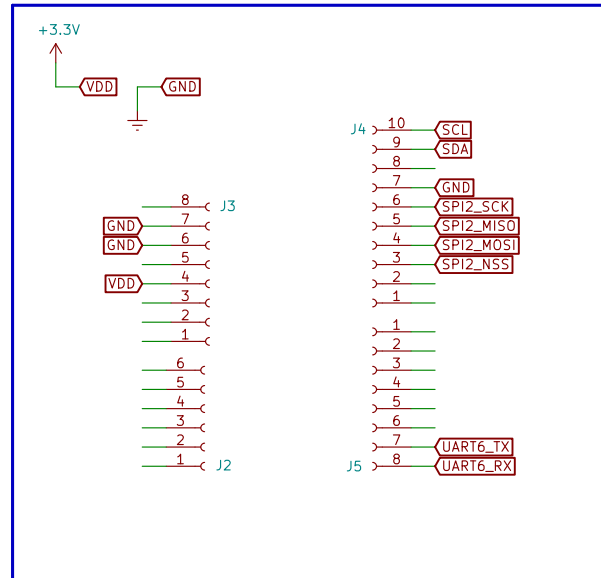 +3.3V
VDD
GND
J4 10 SCL
9 SDA
8
7 GND
6 SPI2_SCK
5 SPI2_MISO
4 SPI2_MOSI
3 SPI2_NSS
2
1
8 J3
GND 7
GND 6
5
VDD 4
3
2
1
6
5
4
3
2
1 J2
1
2
3
4
5
6
7 UART6_TX
J5 8 UART6_RX